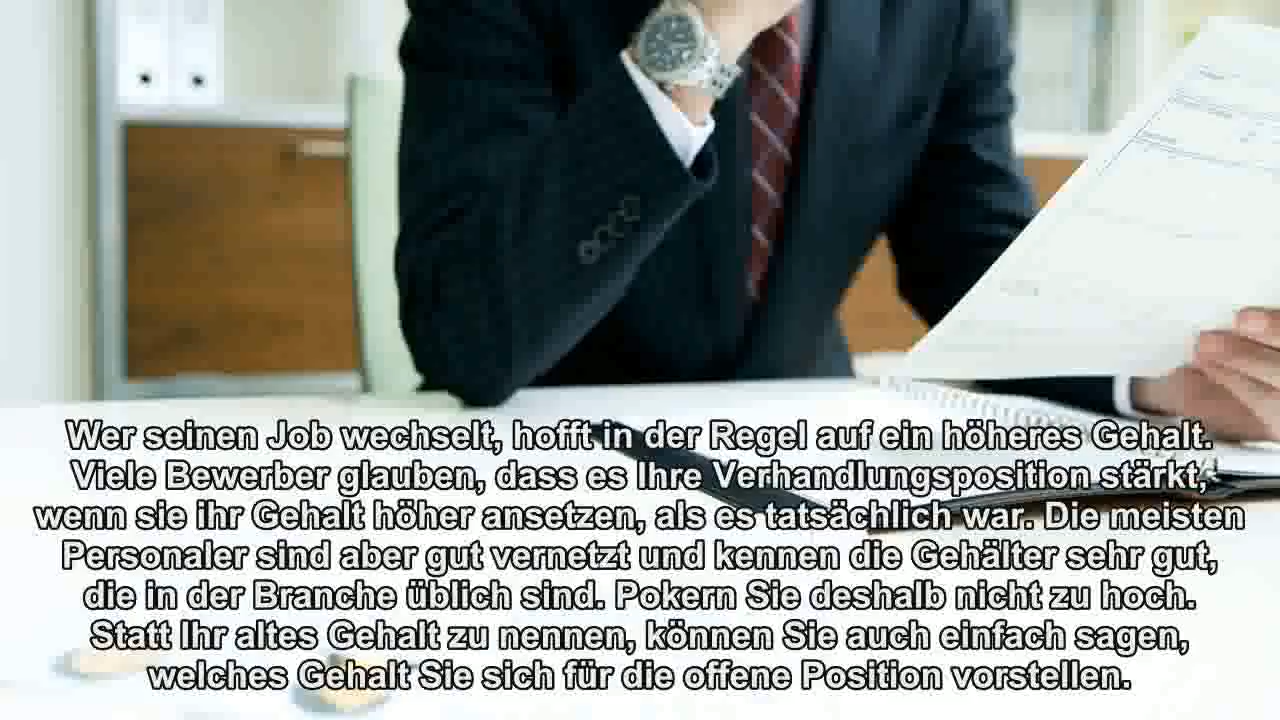 Wer seinen Job wechselt, hofft in der Regel auf ein höheres Gehalt.
Viele Bewerber glauben, dass es Ihre Verhandlungsposition stärkt,
wenn sie ihr Gehalt höher ansetzen, als es tatsächlich war. Die meisten
Personaler sind aber gut vernetzt und kennen die Gehälter sehr gut,
die in der Branche üblich sind. Pokern Sie deshalb nicht zu hoch.
Statt Ihr altes Gehalt zu nennen, können Sie auch einfach sagen,
welches Gehalt Sie sich für die offene Position vorstellen.